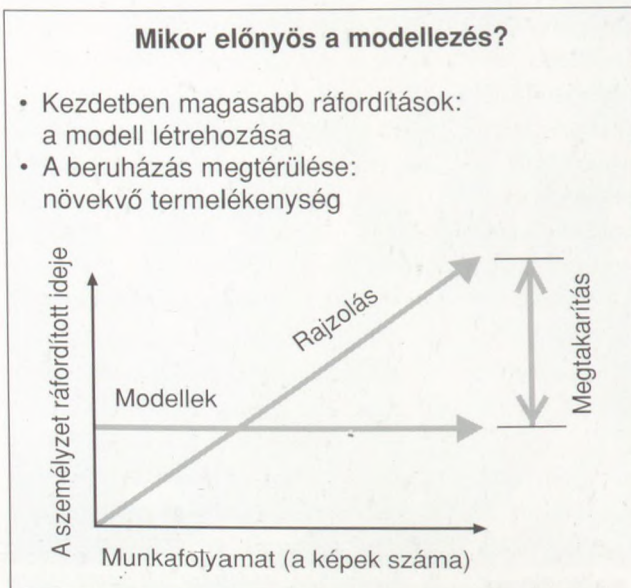 Mikor előnyös a modellezés?
• Kezdetben magasabb ráfordítások:
a modell létrehozása
• A beruházás megtérülése:
növekvő termelékenység
A személyzet ráfordított ideje
Modellek
Rajzolás
Megtakarítás
Munkafolyamat (a képek száma)